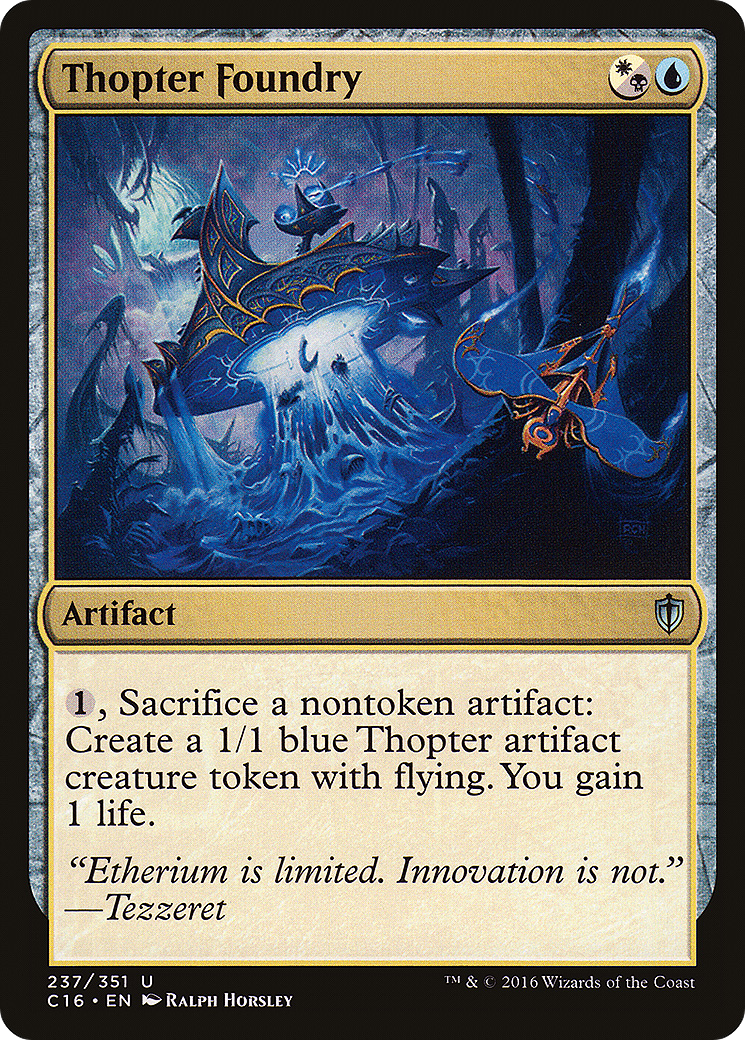 Thopter Foundry
Artifact
1, Sacrifice a nontoken artifact:
Create a 1/1 blue Thopter artifact
creature token with flying. You gain
1 life.
“Etherium is limited. Innovation is not.”
—Tezzeret
237/351 U
™ & © 2016 Wizards of the Coast
C16 • EN Ralph Horsley